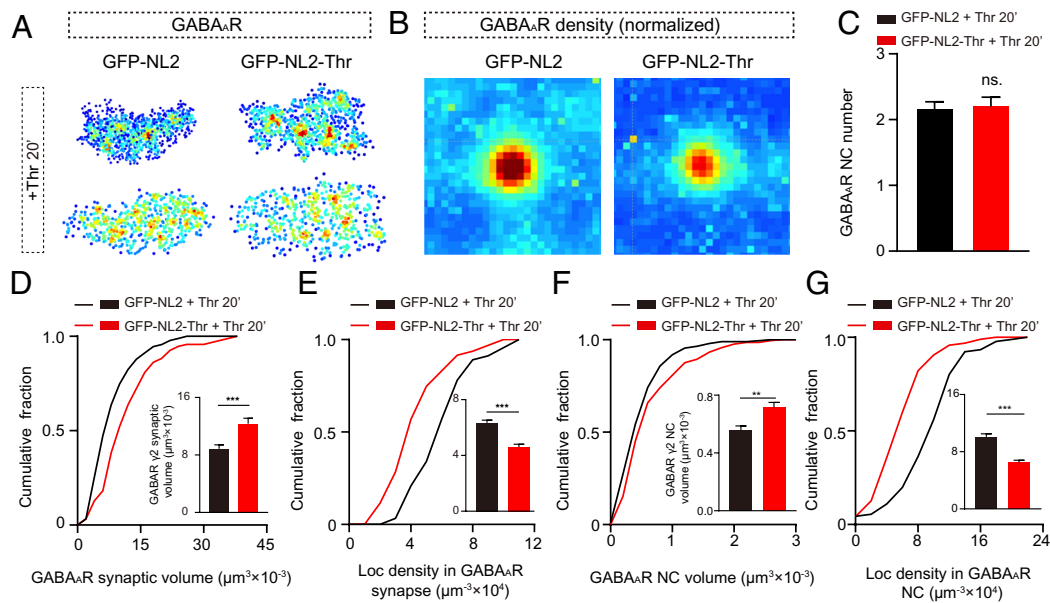 A
GABAAR
GFP-NL2
GFP-NL2-Thr
+Thr 20'
B
GABAAR density (normalized)
GFP-NL2
GFP-NL2-Thr
C
GFP-NL2 + Thr 20'
GFP-NL2-Thr + Thr 20'
GABAAR NC number
3
2
1
0
ns.
D
GFP-NL2 + Thr 20'
GFP-NL2-Thr + Thr 20'
Cumulative fraction
1.0
0.5
0
0
15
30
45
GABAAR synaptic volume (μm³×10⁻³)
GABAR γ2 synaptic
volume (μm³×10⁻³)
16
8
0
***
E
GFP-NL2 + Thr 20'
GFP-NL2-Thr + Thr 20'
Cumulative fraction
1.0
0.5
0
0
4
8
12
Loc density in GABAAR
synapse (μm⁻³×10⁴)
8
4
0
***
F
GFP-NL2 + Thr 20'
GFP-NL2-Thr + Thr 20'
Cumulative fraction
1.0
0.5
0
0
1
2
3
GABAAR NC volume (μm³×10⁻³)
GABAR γ2 NC
volume (μm³×10⁻³)
0.8
0.4
0.0
**
G
GFP-NL2 + Thr 20'
GFP-NL2-Thr + Thr 20'
Cumulative fraction
1.0
0.5
0
0
8
16
24
Loc density in GABAAR
NC (μm⁻³×10⁴)
16
8
0
***